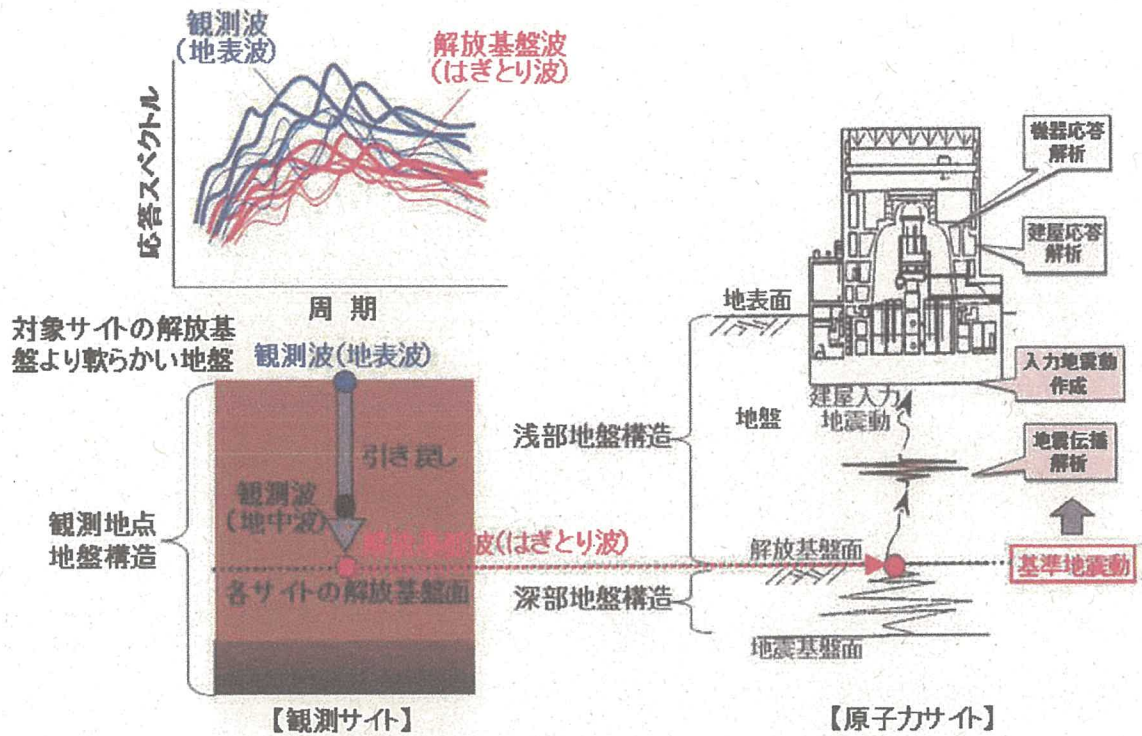 観測波
(地表波)
解放基盤波
(はぎとり波)
応答スペクトル
周 期
対象サイトの解放基
盤より軟らかい地盤
観測波(地表波)
引き戻し
観測波
(地中波)
観測地点
地盤構造
解放基盤波(はぎとり波)
各サイトの解放基盤面
【観測サイト】
機器応答
解析
建屋応答
解析
地表面
入力地震動
作成
建屋入力
地震動
地盤
浅部地盤構造
地震伝播
解析
解放基盤面
基準地震動
深部地盤構造
地震基盤面
【原子力サイト】